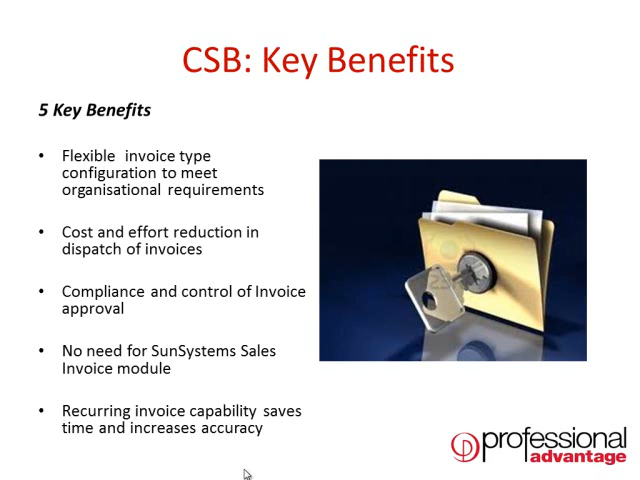 CSB: Key Benefits
5 Key Benefits
• Flexible invoice type
configuration to meet
organisational requirements
• Cost and effort reduction in
dispatch of invoices
• Compliance and control of Invoice
approval
• No need for SunSystems Sales
Invoice module
• Recurring invoice capability saves
time and increases accuracy
professional
advantage